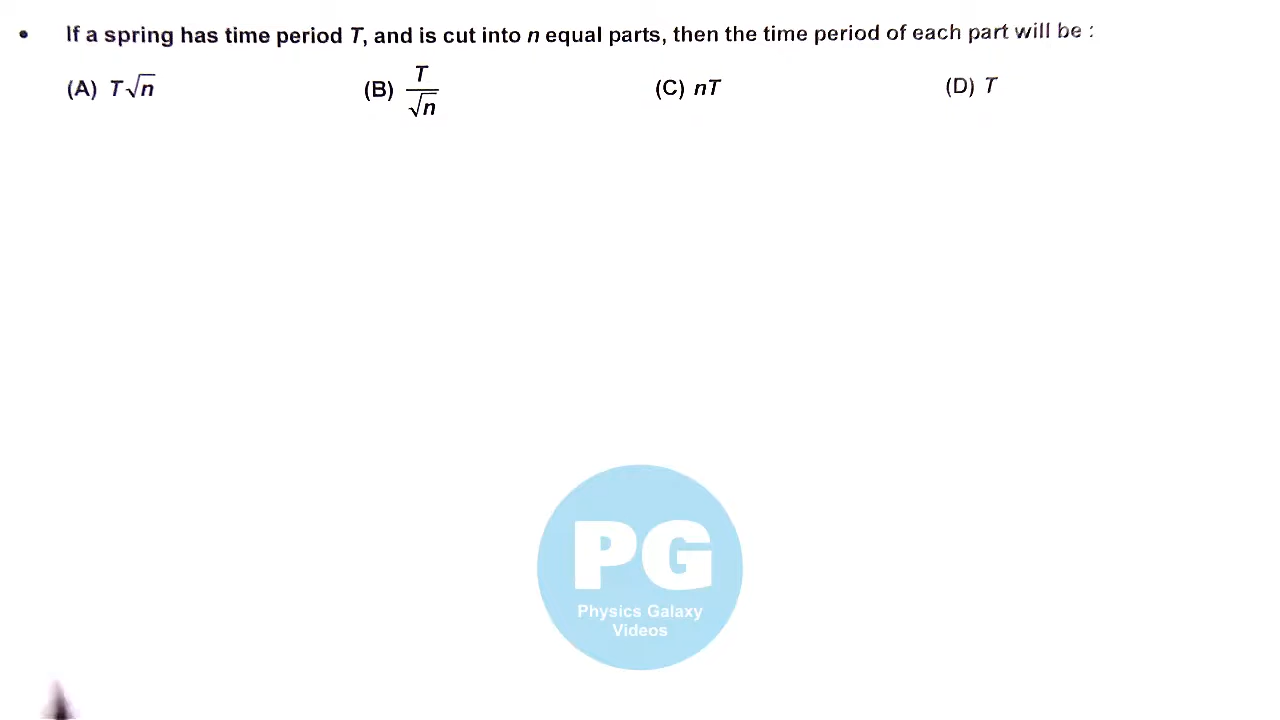 • If a spring has time period T, and is cut into n equal parts, then the time period of each part will be :
(A) T√n (B) T/√n (C) nT (D) T
PG
Physics Galaxy
Videos